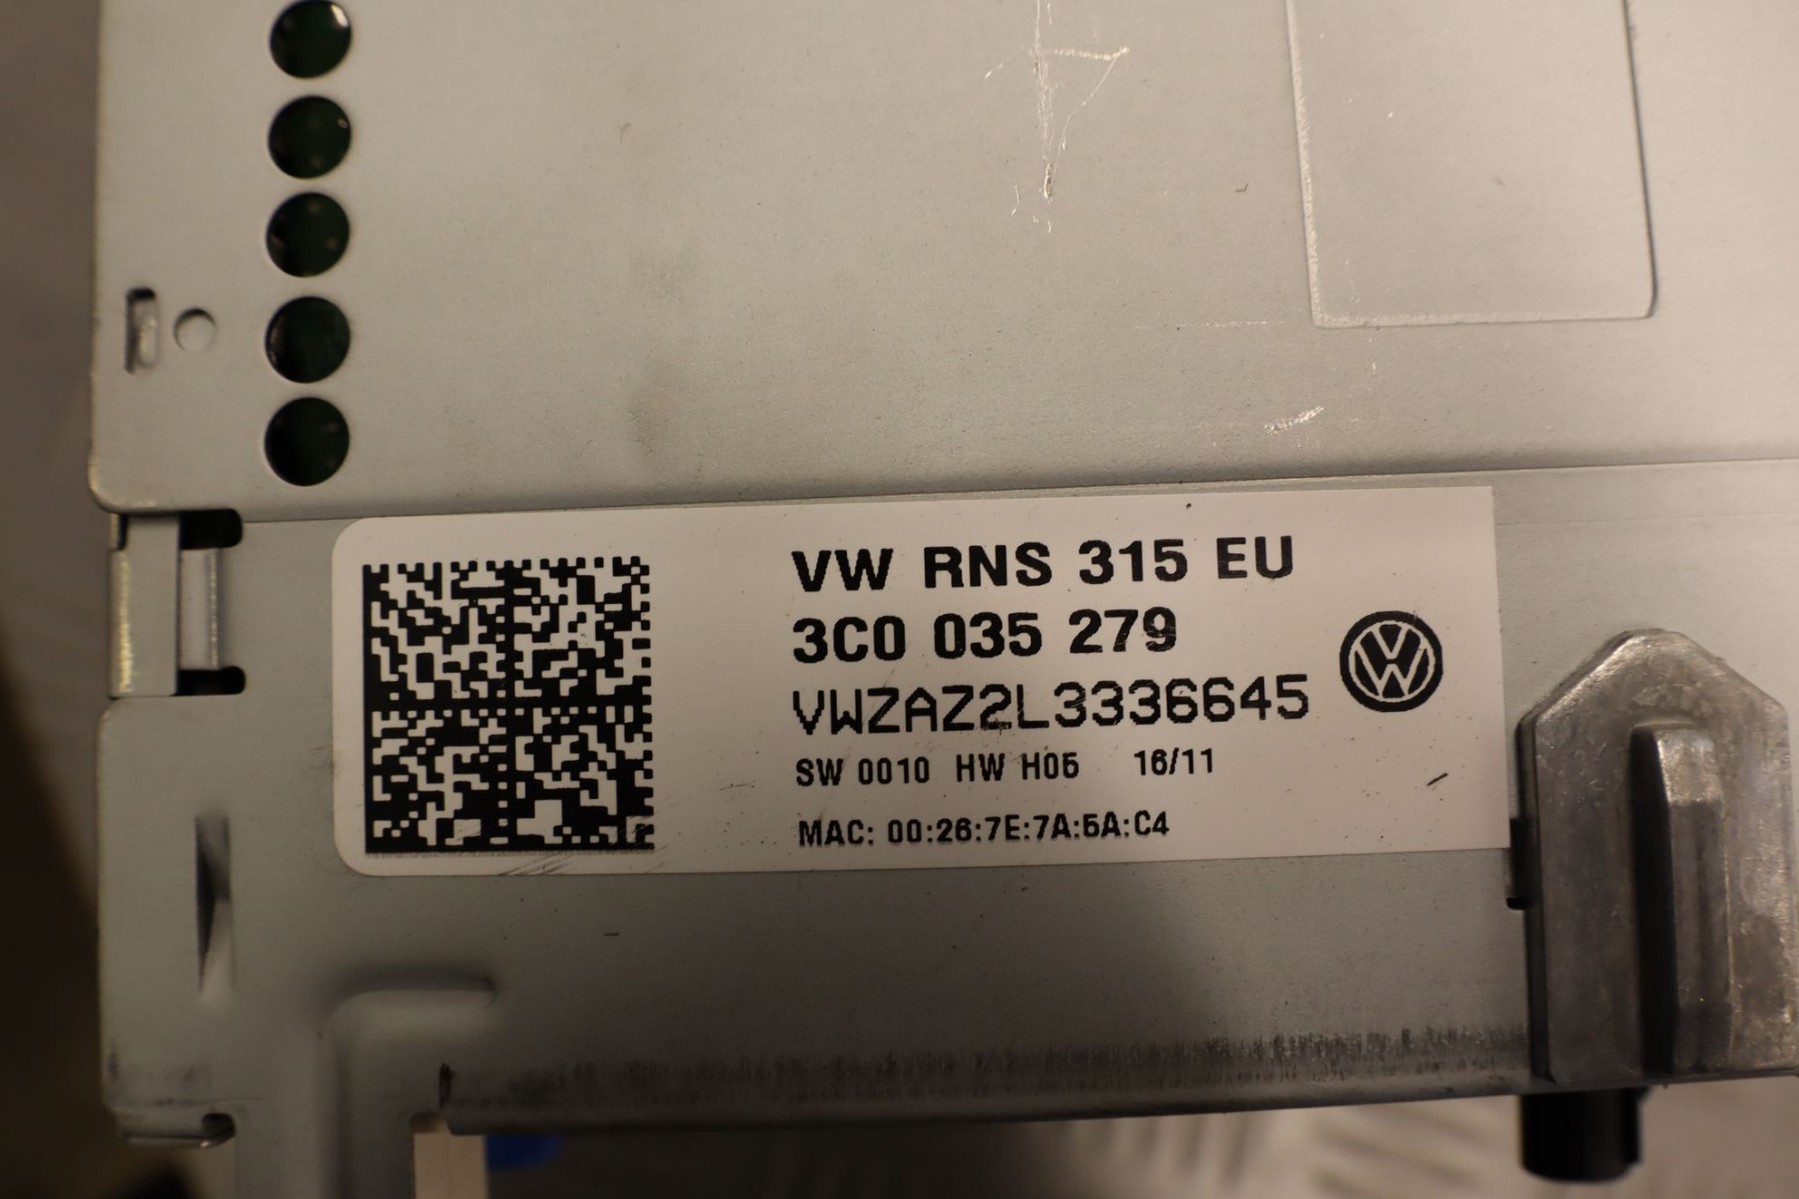 VW RNS 315 EU
3C0 035 279
VWZAZ2L3336645
SW 0010 HW H05 16/11
MAC: 00:26:7E:7A:5A:C4